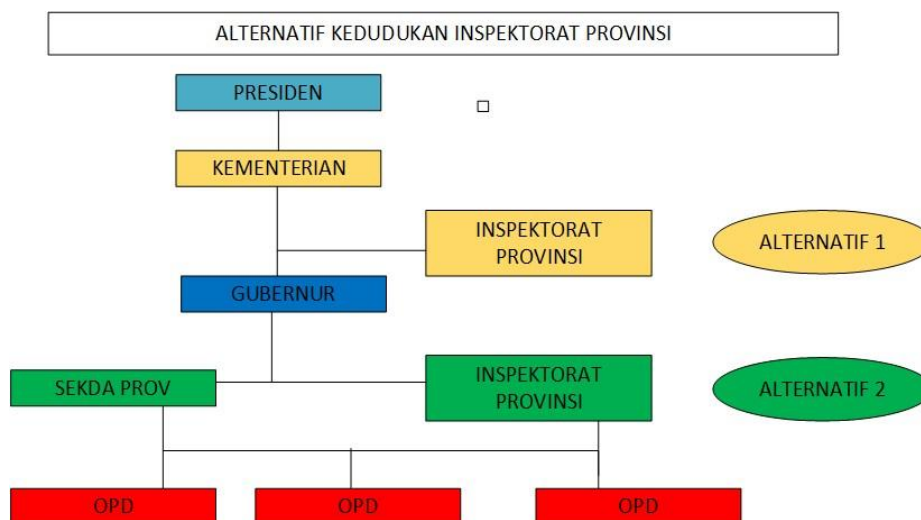 ALTERNATIF KEDUDUKAN INSPEKTORAT PROVINSI
PRESIDEN
KEMENTERIAN
INSPEKTORAT
PROVINSI
ALTERNATIF 1
GUBERNUR
SEKDA PROV
INSPEKTORAT
PROVINSI
ALTERNATIF 2
OPD
OPD
OPD